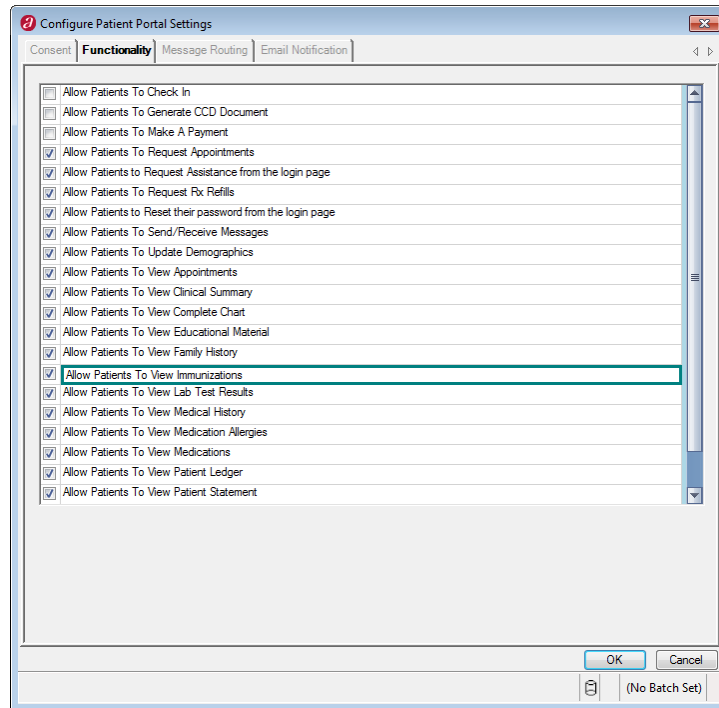 Configure Patient Portal Settings
Consent Functionality Message Routing Email Notification
Allow Patients To Check In
Allow Patients To Generate CCD Document
Allow Patients To Make A Payment
Allow Patients To Request Appointments
Allow Patients to Request Assistance from the login page
Allow Patients To Request Rx Refills
Allow Patients to Reset their password from the login page
Allow Patients To Send/Receive Messages
Allow Patients To Update Demographics
Allow Patients To View Appointments
Allow Patients To View Clinical Summary
Allow Patients To View Complete Chart
Allow Patients To View Educational Material
Allow Patients To View Family History
Allow Patients To View Immunizations
Allow Patients To View Lab Test Results
Allow Patients To View Medical History
Allow Patients To View Medication Allergies
Allow Patients To View Medications
Allow Patients To View Patient Ledger
Allow Patients To View Patient Statement
OK Cancel
(No Batch Set)